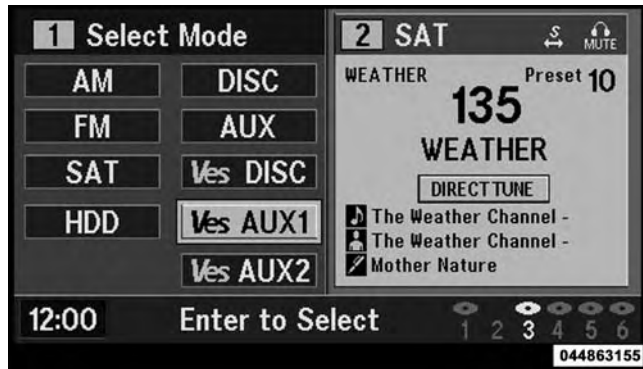 1 Select Mode
AM
FM
SAT
HDD
DISC
AUX
Ves DISC
Ves AUX1
Ves AUX2
2 SAT
S
MUTE
WEATHER
Preset 10
135
WEATHER
DIRECT TUNE
The Weather Channel -
The Weather Channel -
Mother Nature
12:00
Enter to Select
1 2 3 4 5 6
044863155